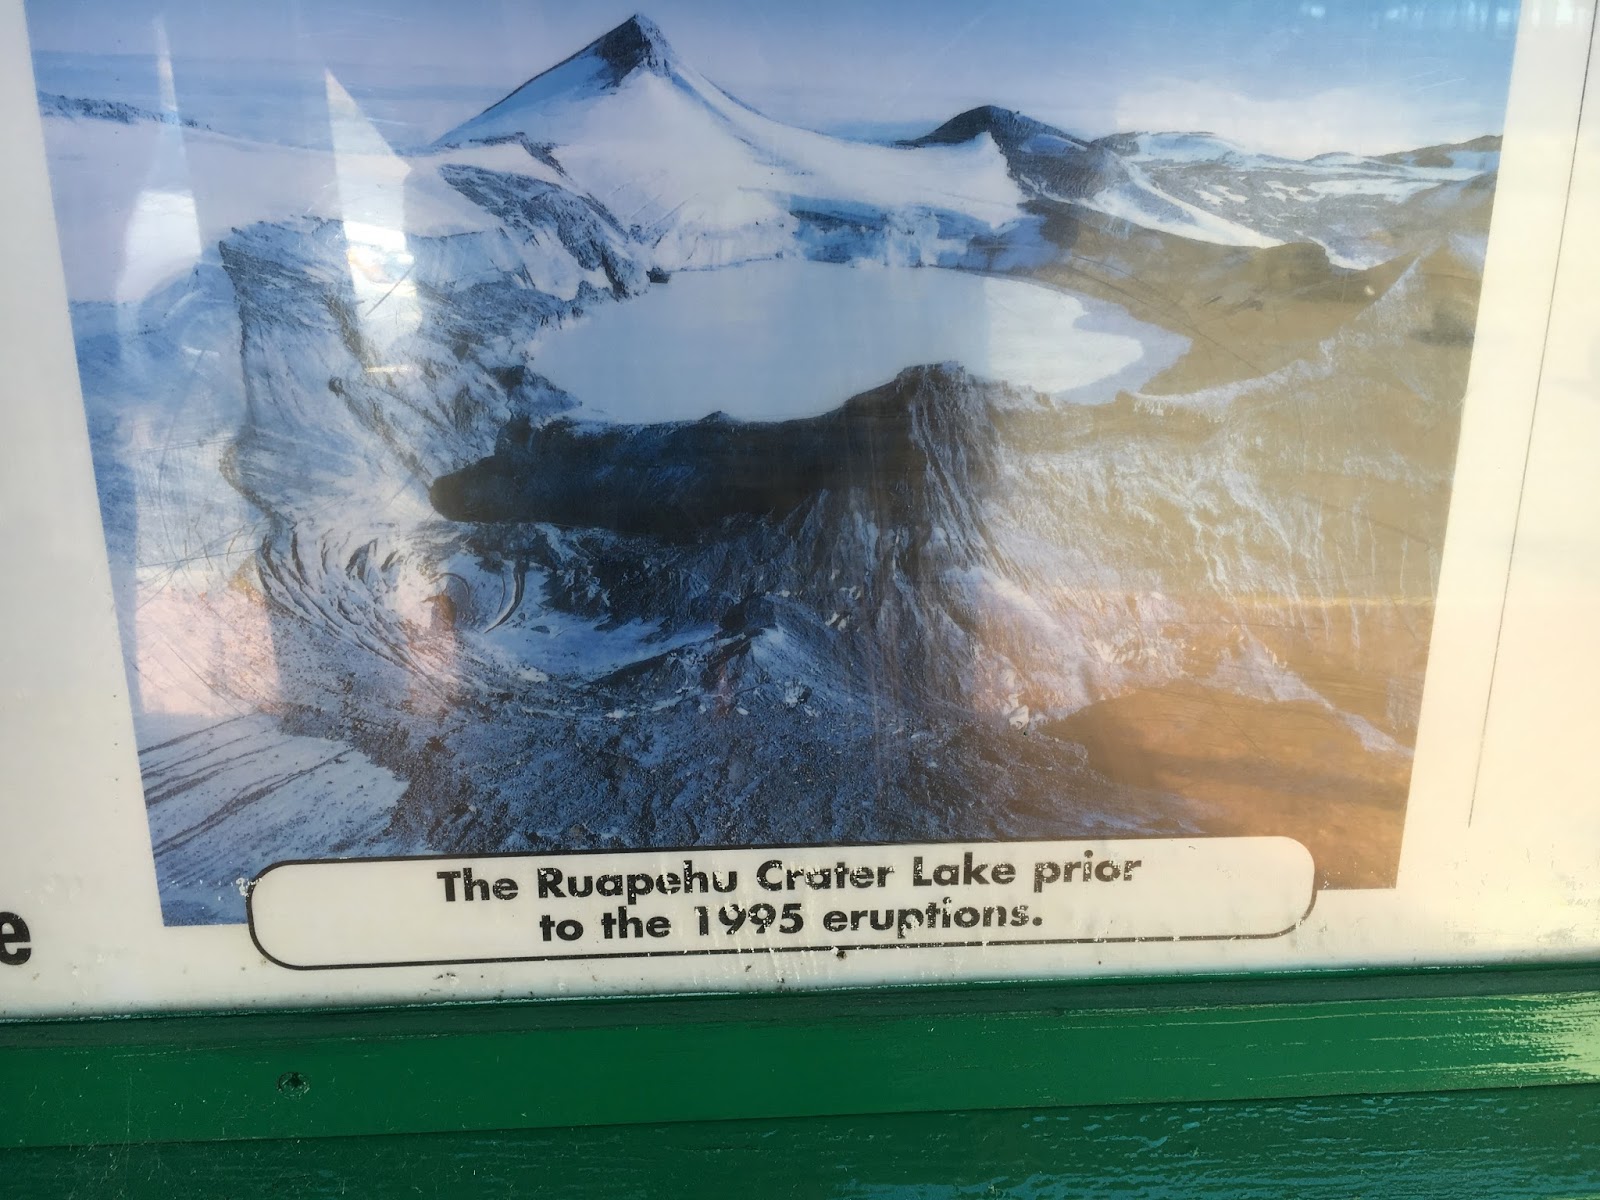 The Ruapehu Crater Lake prior
to the 1995 eruptions.
e